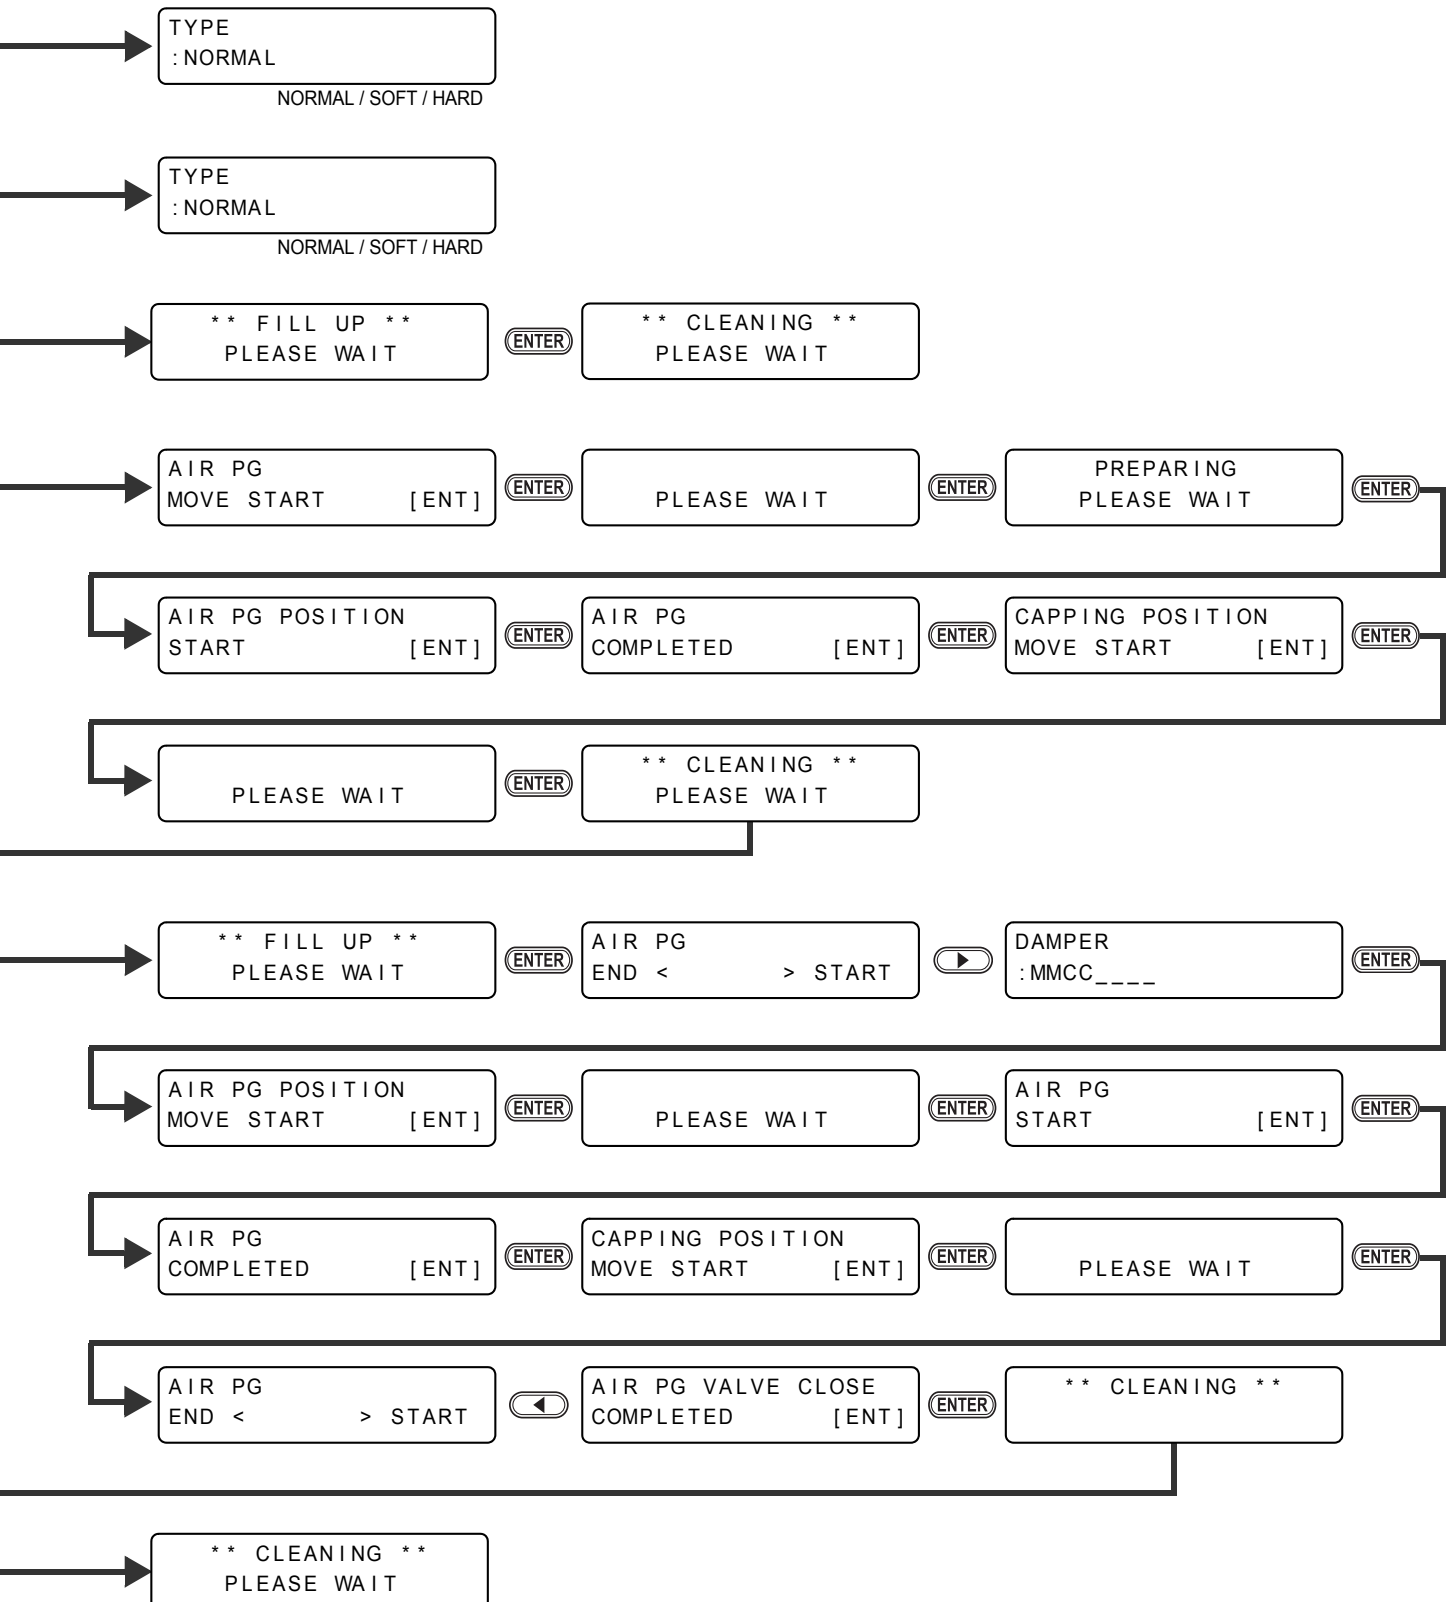 TYPE
:NORMAL
NORMAL / SOFT / HARD
TYPE
:NORMAL
NORMAL / SOFT / HARD
** FILL UP **
PLEASE WAIT
ENTER
** CLEANING **
PLEASE WAIT
AIR PG
MOVE START [ENT]
ENTER
PLEASE WAIT
ENTER
PREPARING
PLEASE WAIT
ENTER
AIR PG POSITION
START [ENT]
ENTER
AIR PG
COMPLETED [ENT]
ENTER
CAPPING POSITION
MOVE START [ENT]
ENTER
PLEASE WAIT
ENTER
** CLEANING **
PLEASE WAIT
** FILL UP **
PLEASE WAIT
ENTER
AIR PG
END < > START
DAMPER
:MMCC____
ENTER
AIR PG POSITION
MOVE START [ENT]
ENTER
PLEASE WAIT
ENTER
AIR PG
START [ENT]
ENTER
AIR PG
COMPLETED [ENT]
ENTER
CAPPING POSITION
MOVE START [ENT]
ENTER
PLEASE WAIT
ENTER
AIR PG
END < > START
AIR PG VALVE CLOSE
COMPLETED [ENT]
ENTER
** CLEANING **
** CLEANING **
PLEASE WAIT